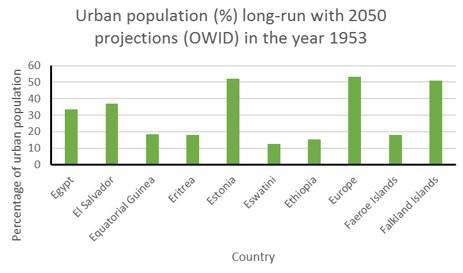 Urban population (%) long-run with 2050
projections (OWID) in the year 1953
Percentage of urban population
60
50
40
30
20
10
0
Egypt
El Salvador
Equatorial Guinea
Eritrea
Estonia
Eswatini
Ethiopia
Europe
Faeroe Islands
Falkland Islands
Country